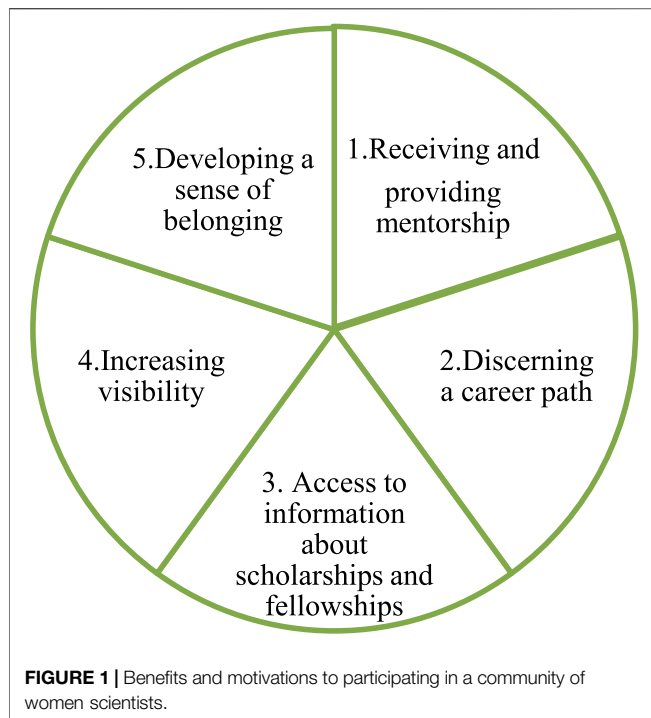 1.Receiving and
providing
mentorship
2.Discerning
a career path
3. Access to
information
about
scholarships and
fellowships
4.Increasing
visibility
5.Developing a
sense of
belonging
FIGURE 1 | Benefits and motivations to participating in a community of
women scientists.